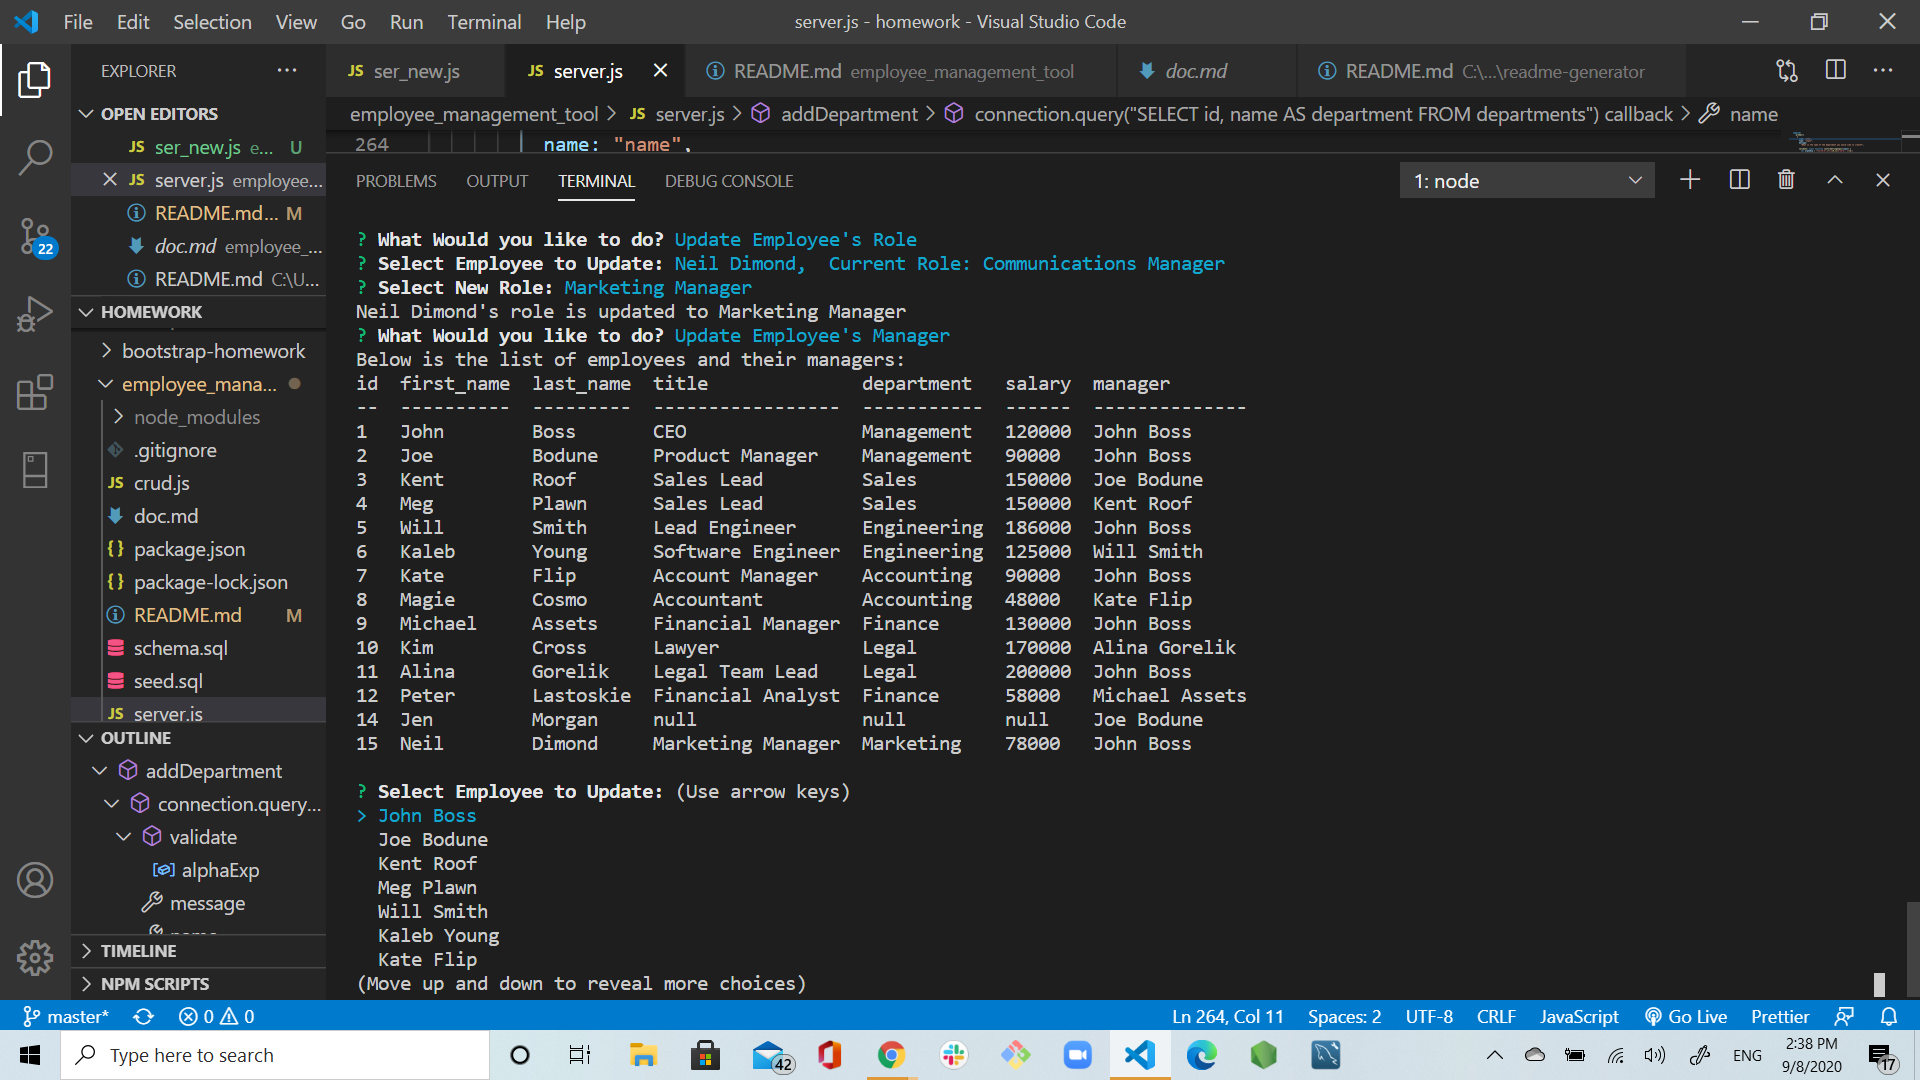 File Edit Selection View Go Run Terminal Help server.js - homework - Visual Studio Code
EXPLORER ···
JS ser_new.js JS server.js README.md employee_management_tool doc.md README.md C:\...\readme-generator
OPEN EDITORS
employee_management_tool > JS server.js > addDepartment > connection.query("SELECT id, name AS department FROM departments") callback > name
264 name: "name",
JS ser_new.js e... U
JS server.js employee...
README.md... M
doc.md employee_...
README.md C:\U...
HOMEWORK
bootstrap-homework
employee_mana...
node_modules
.gitignore
JS crud.js
doc.md
{} package.json
{} package-lock.json
README.md M
schema.sql
seed.sql
JS server.js
OUTLINE
addDepartment
connection.query...
validate
alphaExp
message
name
TIMELINE
NPM SCRIPTS
22
PROBLEMS OUTPUT TERMINAL DEBUG CONSOLE 1: node
? What Would you like to do? Update Employee's Role
? Select Employee to Update: Neil Dimond,  Current Role: Communications Manager
? Select New Role: Marketing Manager
Neil Dimond's role is updated to Marketing Manager
? What Would you like to do? Update Employee's Manager
Below is the list of employees and their managers:
id  first_name  last_name  title              department   salary  manager
--  ----------  ---------  -----------------  -----------  ------  --------------
1   John        Boss       CEO                Management   120000  John Boss
2   Joe         Bodune     Product Manager    Management   90000   John Boss
3   Kent        Roof       Sales Lead         Sales        150000  Joe Bodune
4   Meg         Plawn      Sales Lead         Sales        150000  Kent Roof
5   Will        Smith      Lead Engineer      Engineering  186000  John Boss
6   Kaleb       Young      Software Engineer  Engineering  125000  Will Smith
7   Kate        Flip       Account Manager    Accounting   90000   John Boss
8   Magie       Cosmo      Accountant         Accounting   48000   Kate Flip
9   Michael     Assets     Financial Manager  Finance      130000  John Boss
10  Kim         Cross      Lawyer             Legal        170000  Alina Gorelik
11  Alina       Gorelik    Legal Team Lead    Legal        200000  John Boss
12  Peter       Lastoskie  Financial Analyst  Finance      58000   Michael Assets
14  Jen         Morgan     null               null         null    Joe Bodune
15  Neil        Dimond     Marketing Manager  Marketing    78000   John Boss
? Select Employee to Update: (Use arrow keys)
> John Boss
Joe Bodune
Kent Roof
Meg Plawn
Will Smith
Kaleb Young
Kate Flip
(Move up and down to reveal more choices)
master* 0 0 Ln 264, Col 11 Spaces: 2 UTF-8 CRLF JavaScript Go Live Prettier
Type here to search 42 ENG 2:38 PM 17
9/8/2020